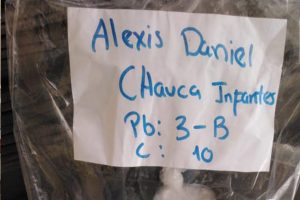 Alexis Daniel
CHauca Infantes
Pb: 3-B
C: 10